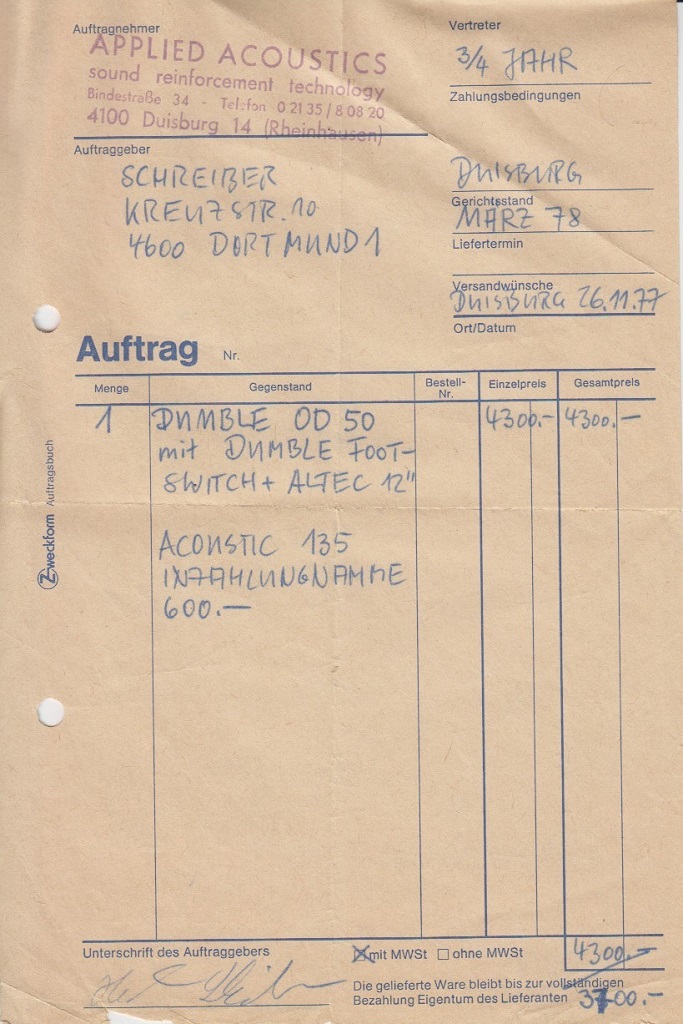 Auftragnehmer
APPLIED ACOUSTICS
sound reinforcement technology
Bindestraße 34 - Telefon 0 21 35 / 8 08 20
4100 Duisburg 14 (Rheinhausen)
Vertreter
3/4 JAHR
Zahlungsbedingungen
Auftraggeber
SCHREIBER
KREUZSTR. 10
4600 DORTMUND 1
DUISBURG
Gerichtsstand
MÄRZ 78
Liefertermin
Versandwünsche
DUISBURG 26.11.77
Ort/Datum
Auftrag Nr.
Menge Gegenstand Bestell-Nr. Einzelpreis Gesamtpreis
1 DUMBLE OD 50 4300.- 4300.-
mit DUMBLE FOOT-
SWITCH + ALTEC 12"
ACOUSTIC 135
INZAHLUNGNAHME
600.-
Zweckform Auftragsbuch
Unterschrift des Auftraggebers
mit MWSt ohne MWSt
4300.-
Die gelieferte Ware bleibt bis zur vollständigen
Bezahlung Eigentum des Lieferanten
3700.-